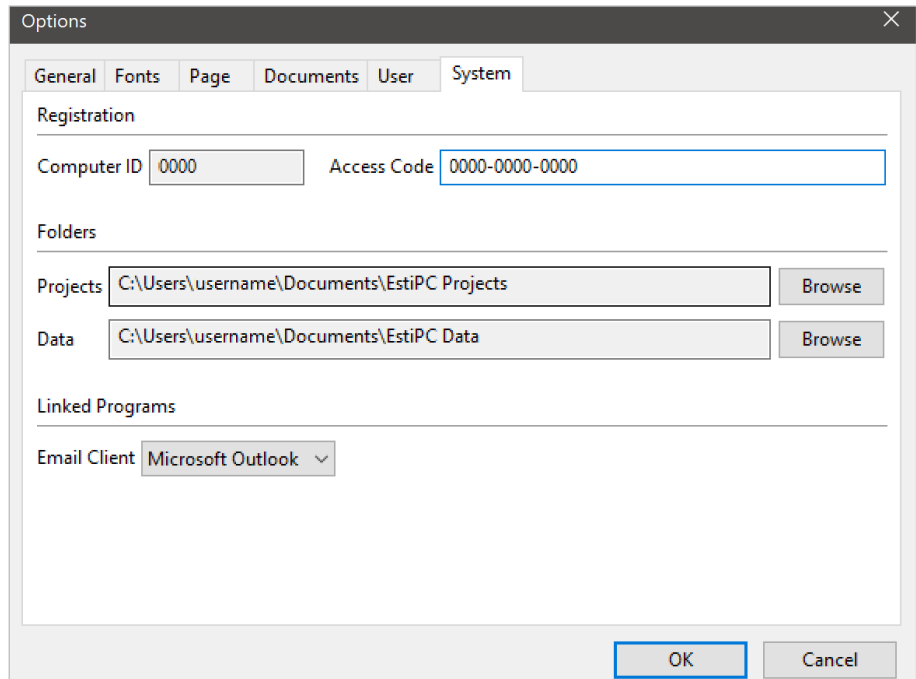 Options
General Fonts Page Documents User System
Registration
Computer ID 0000 Access Code 0000-0000-0000
Folders
Projects C:\Users\username\Documents\EstiPC Projects Browse
Data C:\Users\username\Documents\EstiPC Data Browse
Linked Programs
Email Client Microsoft Outlook
OK Cancel